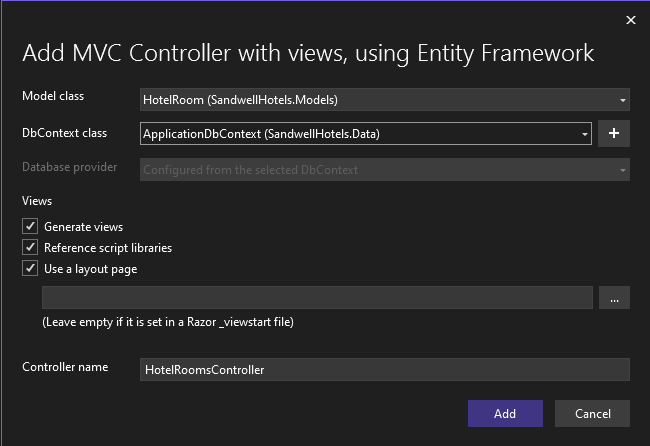 Add MVC Controller with views, using Entity Framework
Model class HotelRoom (SandwellHotels.Models)
DbContext class ApplicationDbContext (SandwellHotels.Data)
Database provider Configured from the selected DbContext
Views
Generate views
Reference script libraries
Use a layout page
...
(Leave empty if it is set in a Razor _viewstart file)
Controller name HotelRoomsController
Add Cancel